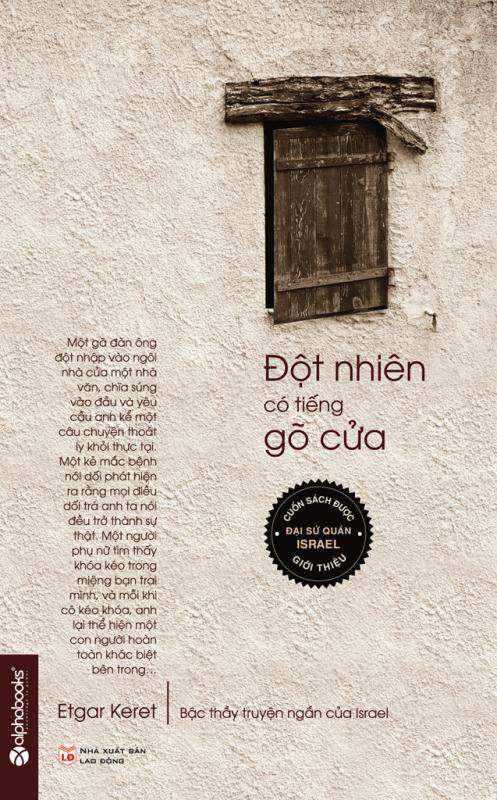 Đột nhiên
có tiếng
gõ cửa
CUỐN SÁCH ĐƯỢC
ĐẠI SỨ QUÁN
ISRAEL
GIỚI THIỆU
Một gã đàn ông
đột nhập vào ngôi
nhà của một nhà
văn, chĩa súng
vào đầu và yêu
cầu anh kể một
câu chuyện thoát
ly khỏi thực tại.
Một kẻ mắc bệnh
nói dối phát hiện
ra rằng mọi điều
dối trá anh ta nói
đều trở thành sự
thật. Một người
phụ nữ tìm thấy
khóa kéo trong
miệng bạn trai
mình, và mỗi khi
cô kéo khóa, anh
lại thể hiện một
con người hoàn
toàn khác biệt
bên trong...
Etgar Keret
Bậc thầy truyện ngắn của Israel
alphabooks®
LĐ
NHÀ XUẤT BẢN
LAO ĐỘNG